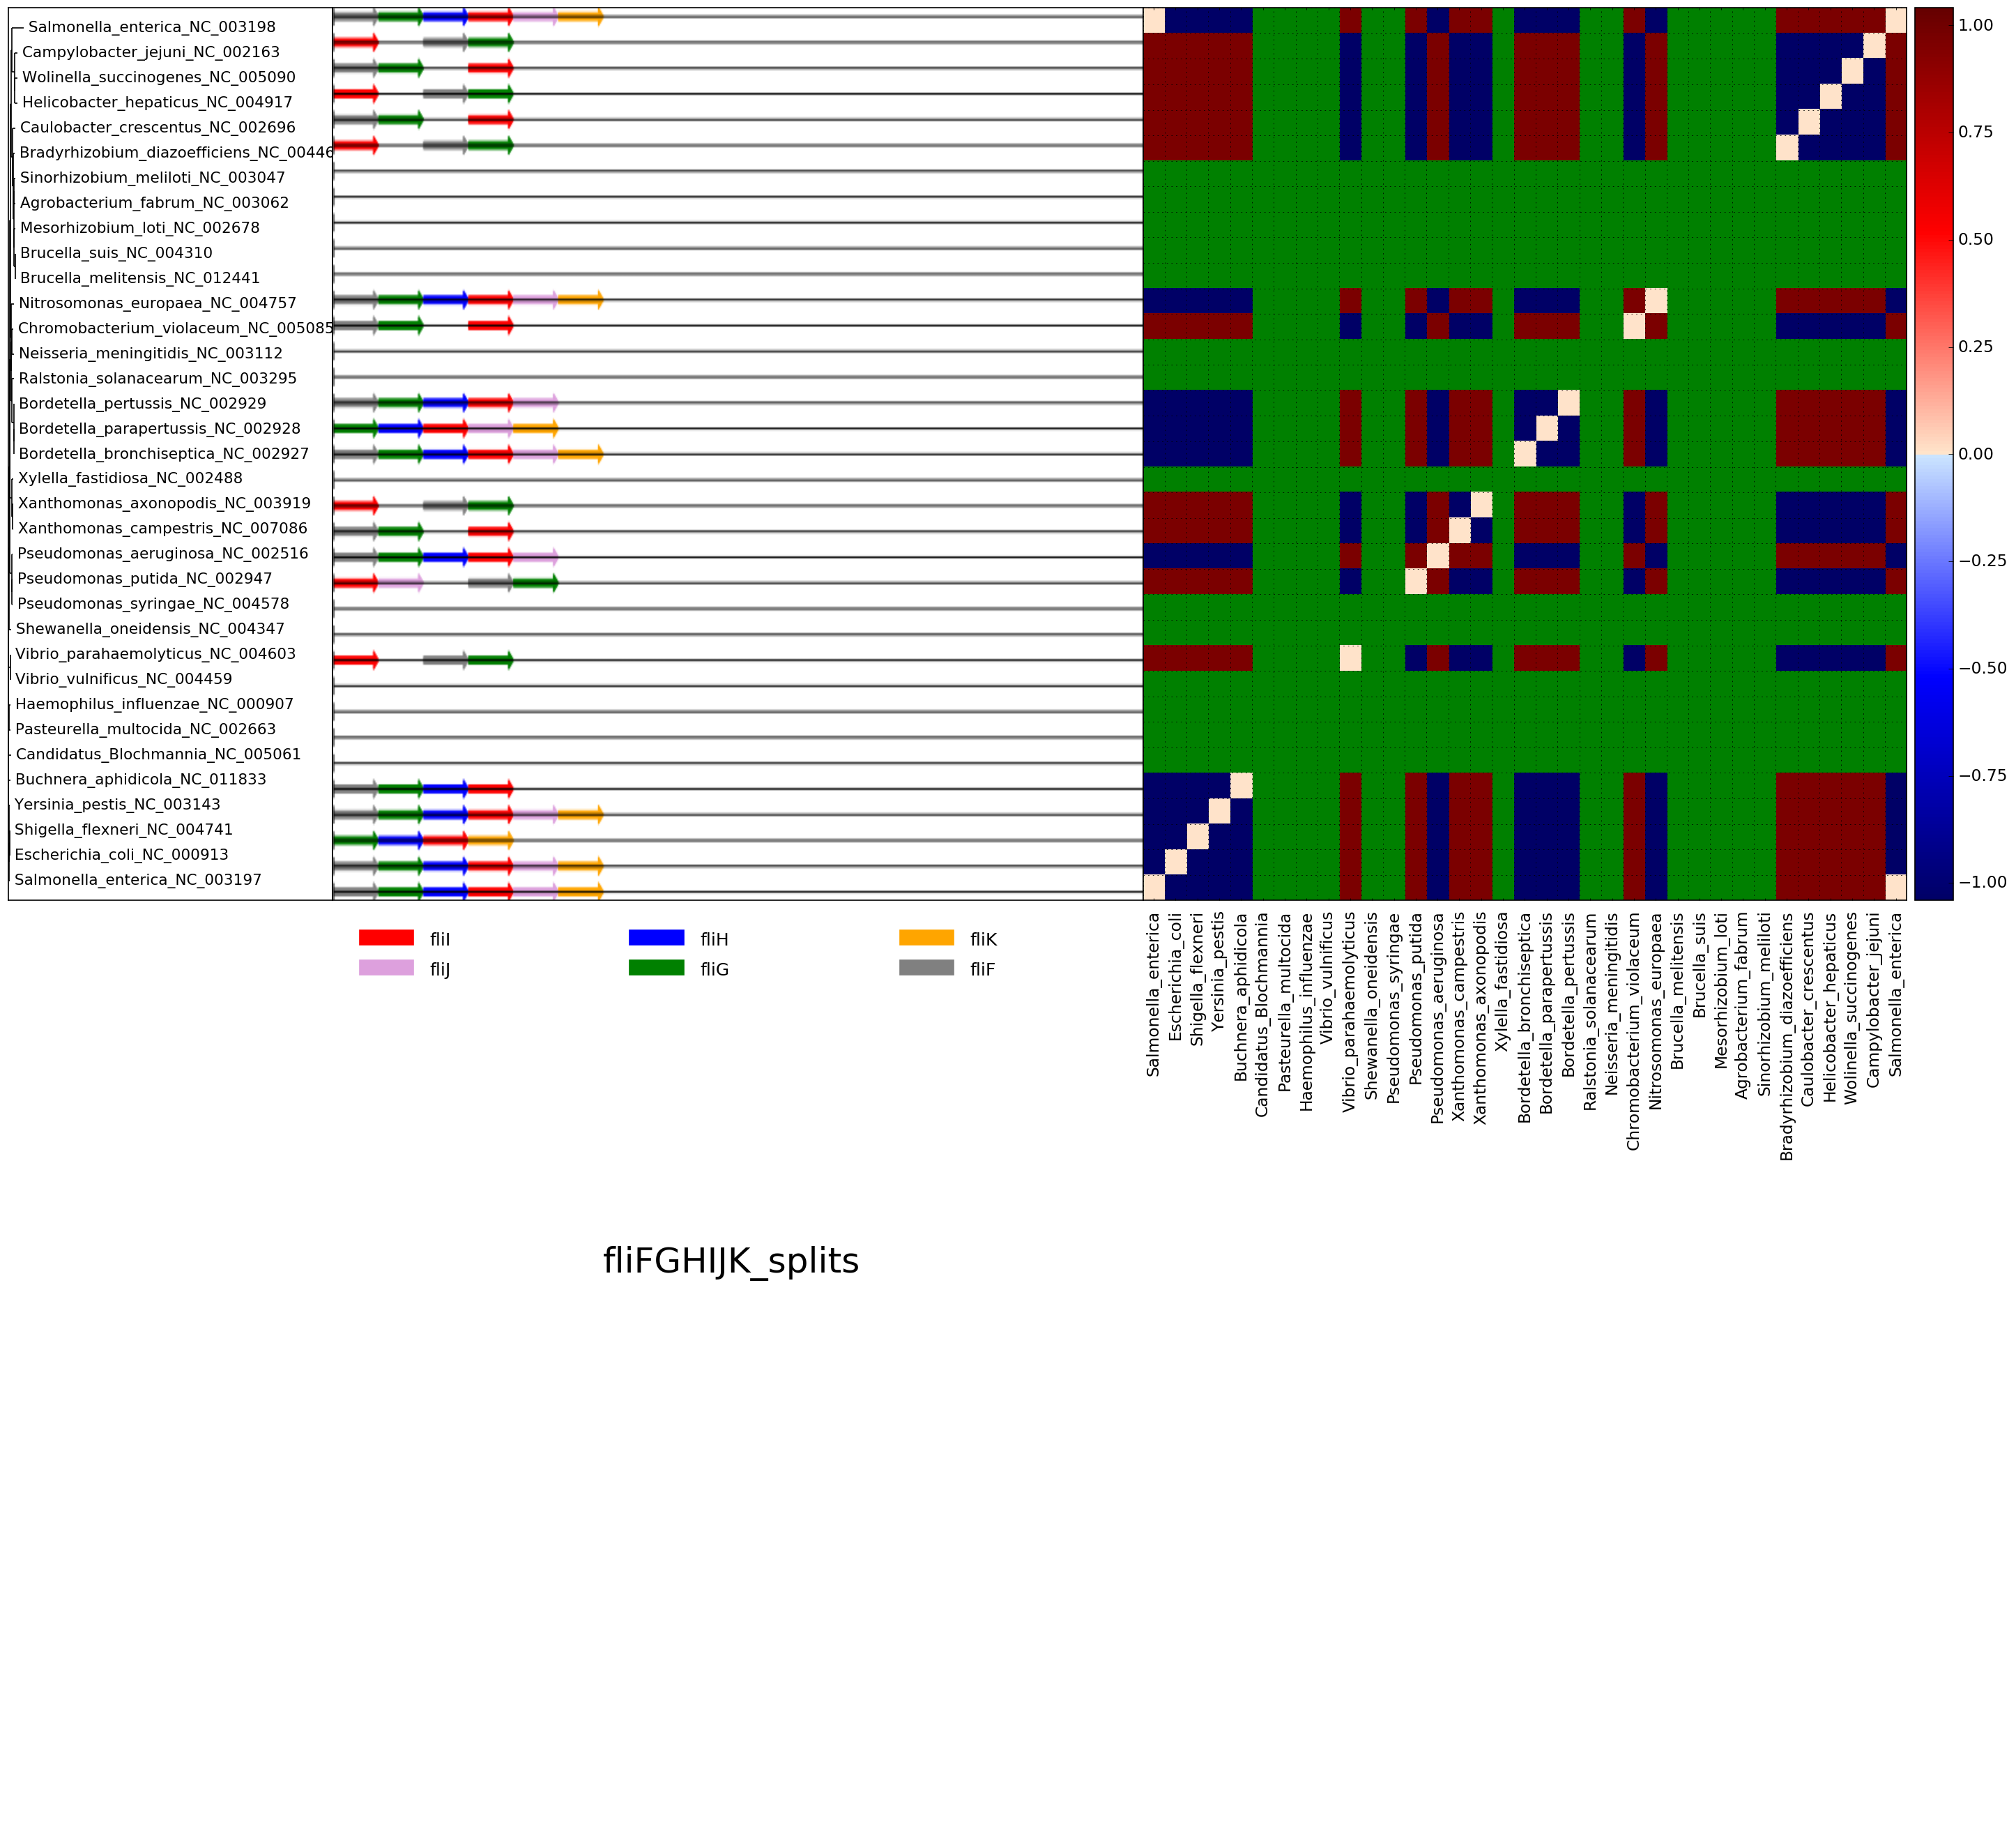 Salmonella_enterica_NC_003198
Campylobacter_jejuni_NC_002163
Wolinella_succinogenes_NC_005090
Helicobacter_hepaticus_NC_004917
Caulobacter_crescentus_NC_002696
Bradyrhizobium_diazoefficiens_NC_00446
Sinorhizobium_meliloti_NC_003047
Agrobacterium_fabrum_NC_003062
Mesorhizobium_loti_NC_002678
Brucella_suis_NC_004310
Brucella_melitensis_NC_012441
Nitrosomonas_europaea_NC_004757
Chromobacterium_violaceum_NC_005085
Neisseria_meningitidis_NC_003112
Ralstonia_solanacearum_NC_003295
Bordetella_pertussis_NC_002929
Bordetella_parapertussis_NC_002928
Bordetella_bronchiseptica_NC_002927
Xylella_fastidiosa_NC_002488
Xanthomonas_axonopodis_NC_003919
Xanthomonas_campestris_NC_007086
Pseudomonas_aeruginosa_NC_002516
Pseudomonas_putida_NC_002947
Pseudomonas_syringae_NC_004578
Shewanella_oneidensis_NC_004347
Vibrio_parahaemolyticus_NC_004603
Vibrio_vulnificus_NC_004459
Haemophilus_influenzae_NC_000907
Pasteurella_multocida_NC_002663
Candidatus_Blochmannia_NC_005061
Buchnera_aphidicola_NC_011833
Yersinia_pestis_NC_003143
Shigella_flexneri_NC_004741
Escherichia_coli_NC_000913
Salmonella_enterica_NC_003197
1.00
0.75
0.50
0.25
0.00
−0.25
−0.50
−0.75
−1.00
Salmonella_enterica
Escherichia_coli
Shigella_flexneri
Yersinia_pestis
Buchnera_aphidicola
Candidatus_Blochmannia
Pasteurella_multocida
Haemophilus_influenzae
Vibrio_vulnificus
Vibrio_parahaemolyticus
Shewanella_oneidensis
Pseudomonas_syringae
Pseudomonas_putida
Pseudomonas_aeruginosa
Xanthomonas_campestris
Xanthomonas_axonopodis
Xylella_fastidiosa
Bordetella_bronchiseptica
Bordetella_parapertussis
Bordetella_pertussis
Ralstonia_solanacearum
Neisseria_meningitidis
Chromobacterium_violaceum
Nitrosomonas_europaea
Brucella_melitensis
Brucella_suis
Mesorhizobium_loti
Agrobacterium_fabrum
Sinorhizobium_meliloti
Bradyrhizobium_diazoefficiens
Caulobacter_crescentus
Helicobacter_hepaticus
Wolinella_succinogenes
Campylobacter_jejuni
Salmonella_enterica
fliI fliH fliK
fliJ fliG fliF
fliFGHIJK_splits